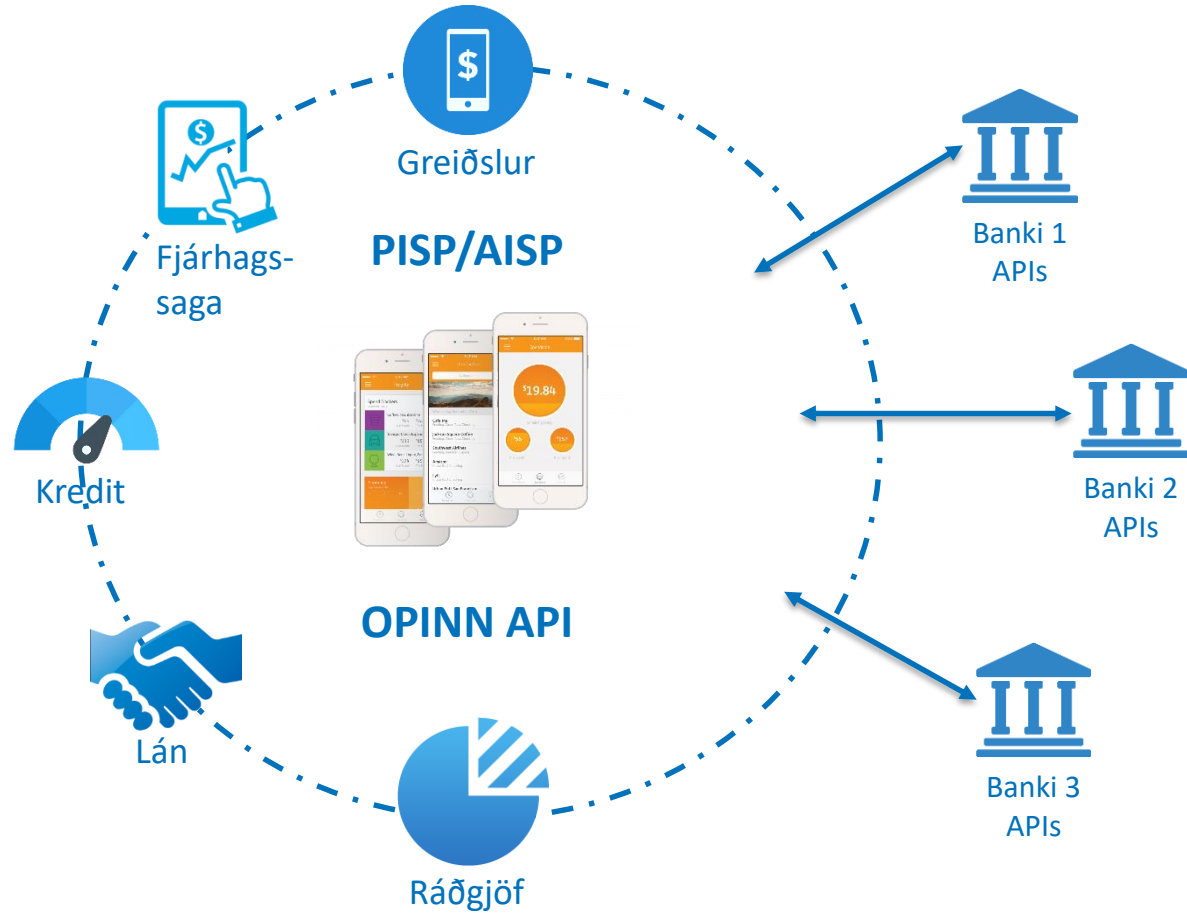 $
Greiðslur
$
Fjárhags-
saga
PISP/AISP
Banki 1
APIs
$19.84
Kredit
Banki 2
APIs
OPINN API
Lán
Banki 3
APIs
Ráðgjöf